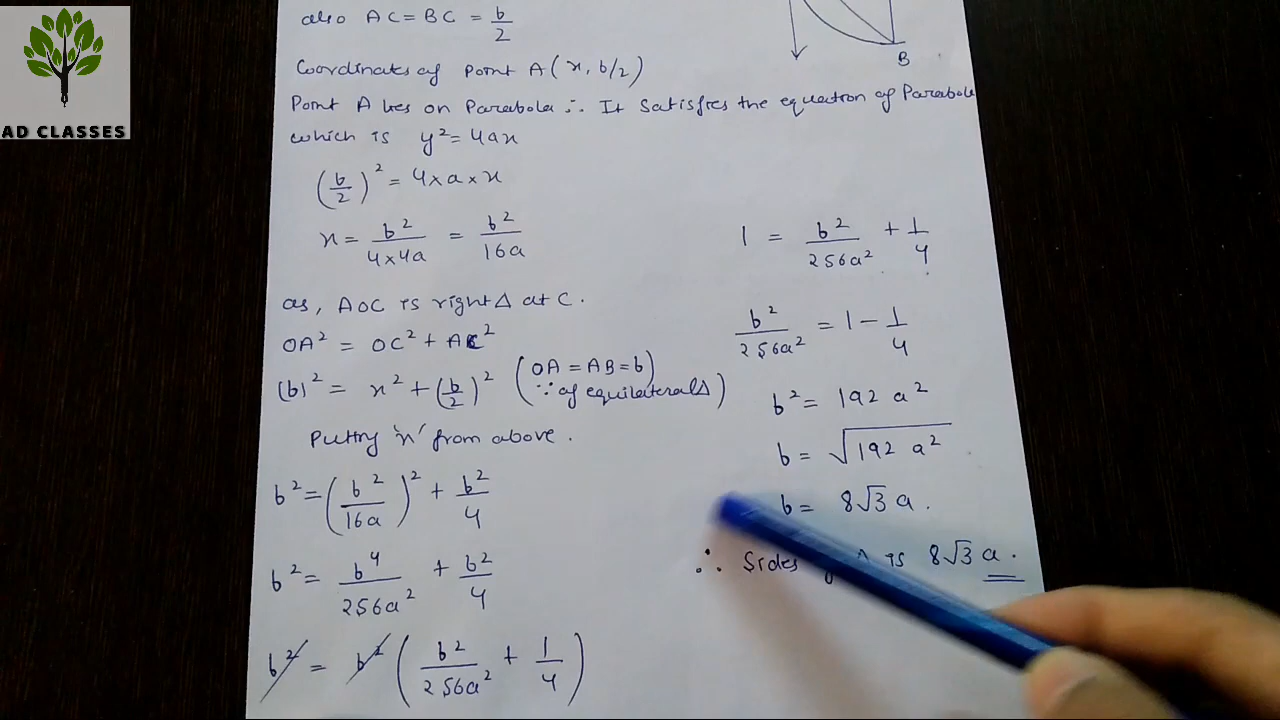 AD CLASSES
also AC = BC = b/2
B
Coordinates of Point A (x, b/2)
Point A lies on Parabola ∴ It Satisfies the equation of Parabola
which is y² = 4ax
(b/2)² = 4 × a × x
x = b²/(4×4a) = b²/16a
as, AOC is right Δ at C.
OA² = OC² + AC²
(b)² = x² + (b/2)² (OA = AB = b) ∵ of equilateral Δ)
Putting 'x' from above.
b² = (b²/16a)² + b²/4
b² = b⁴/256a² + b²/4
b² = b² (b²/256a² + 1/4)
1 = b²/256a² + 1/4
b²/256a² = 1 - 1/4
b² = 192 a²
b = √192 a²
b = 8√3 a.
∴ Sides is 8√3 a.